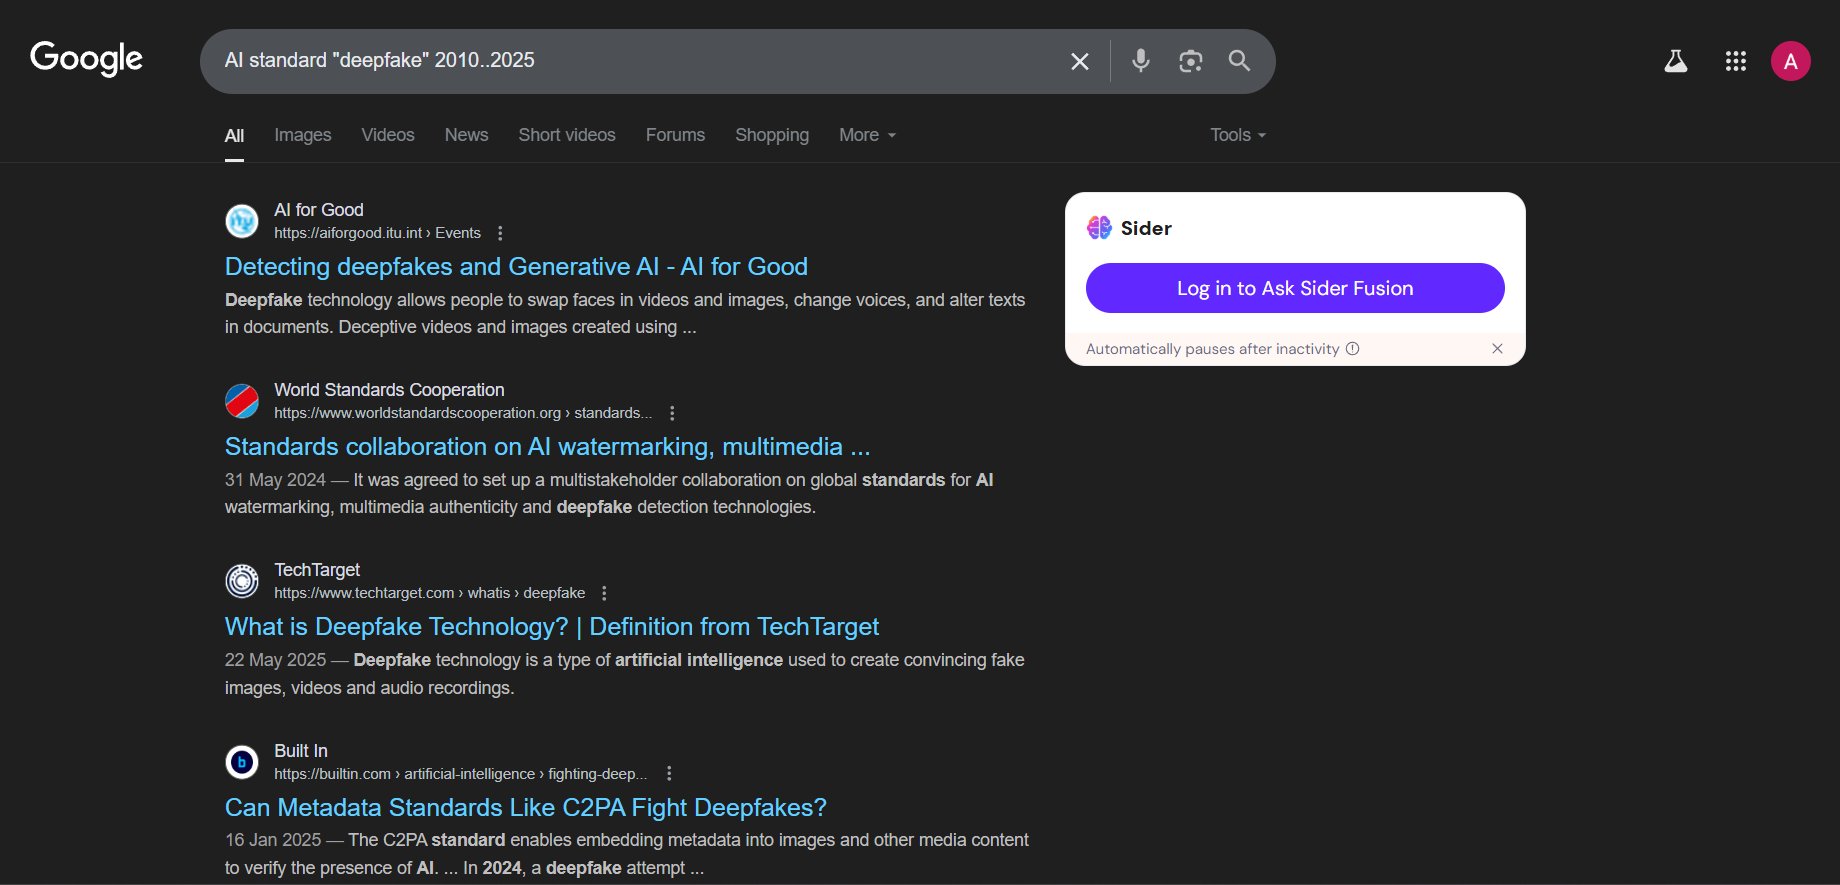 Google
AI standard "deepfake" 2010..2025
A
All Images Videos News Short videos Forums Shopping More Tools
AI for Good
https://aiforgood.itu.int › Events
Detecting deepfakes and Generative AI - AI for Good
Deepfake technology allows people to swap faces in videos and images, change voices, and alter texts
in documents. Deceptive videos and images created using ...
World Standards Cooperation
https://www.worldstandardscooperation.org › standards...
Standards collaboration on AI watermarking, multimedia ...
31 May 2024 — It was agreed to set up a multistakeholder collaboration on global standards for AI
watermarking, multimedia authenticity and deepfake detection technologies.
TechTarget
https://www.techtarget.com › whatis › deepfake
What is Deepfake Technology? | Definition from TechTarget
22 May 2025 — Deepfake technology is a type of artificial intelligence used to create convincing fake
images, videos and audio recordings.
b
Built In
https://builtin.com › artificial-intelligence › fighting-deep...
Can Metadata Standards Like C2PA Fight Deepfakes?
16 Jan 2025 — The C2PA standard enables embedding metadata into images and other media content
to verify the presence of AI. ... In 2024, a deepfake attempt ...
Sider
Log in to Ask Sider Fusion
Automatically pauses after inactivity